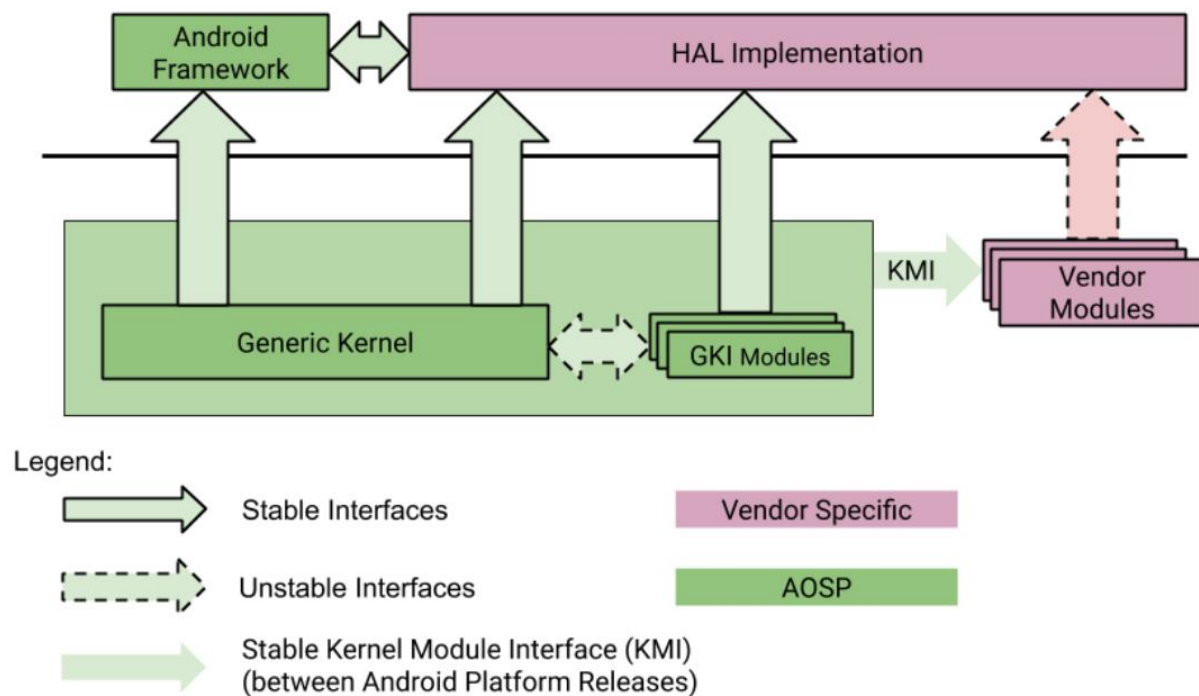 Android
Framework
HAL Implementation
KMI
Vendor
Modules
Generic Kernel
GKI Modules
Legend:
Stable Interfaces
Vendor Specific
Unstable Interfaces
AOSP
Stable Kernel Module Interface (KMI)
(between Android Platform Releases)